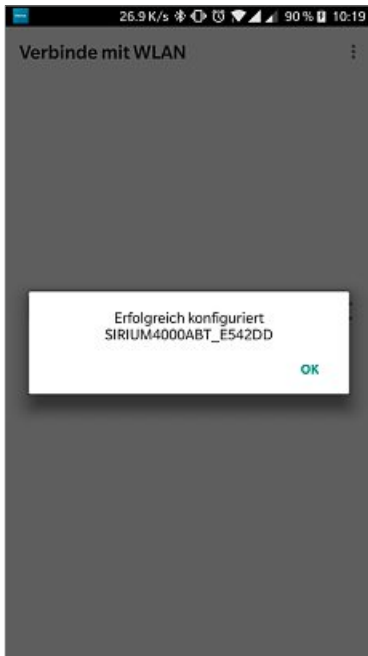 26.9 K/s 90 % 10:19
Verbinde mit WLAN
Erfolgreich konfiguriert
SIRIUM4000ABT_E542DD
OK